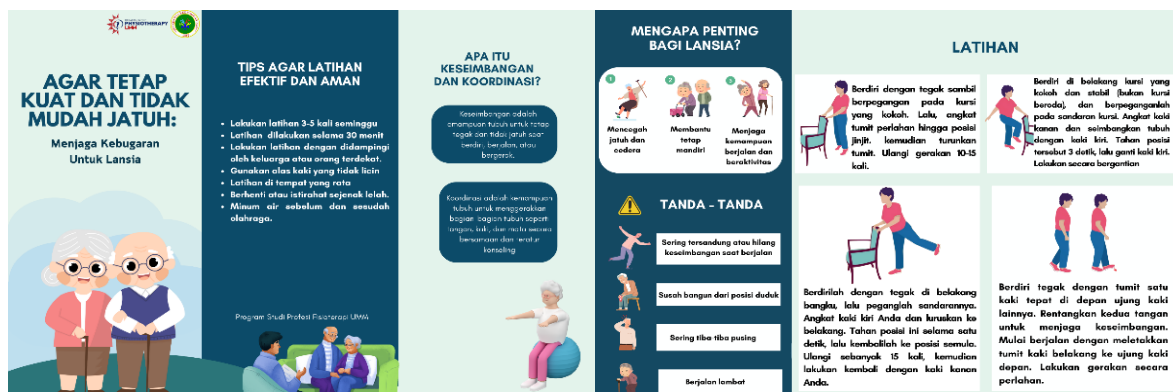 PHYSIOTHERAPY
UMM
AGAR TETAP
KUAT DAN TIDAK
MUDAH JATUH:
Menjaga Kebugaran
Untuk Lansia
TIPS AGAR LATIHAN
EFEKTIF DAN AMAN
• Lakukan latihan 3-5 kali seminggu
• Latihan dilakukan selama 30 menit
• Lakukan latihan dengan didampingi
oleh keluarga atau orang terdekat.
• Gunakan alas kaki yang tidak licin
• Latihan di tempat yang rata
• Berhenti atau istirahat sejenak lelah.
• Minum air sebelum dan sesudah
olahraga.
Program Studi Profesi Fisioterapi UMM
APA ITU
KESEIMBANGAN
DAN KOORDINASI?
Keseimbangan adalah
kemampuan tubuh untuk tetap
tegak dan tidak jatuh saat
berdiri, berjalan, atau
bergerak.
Koordinasi adalah kemampuan
tubuh untuk menggerakkan
bagian-bagian tubuh seperti
tangan, kaki, dan mata secara
bersamaan dan teratur
konseling
MENGAPA PENTING
BAGI LANSIA?
1
2
3
Mencegah
jatuh dan
cedera
Membantu
tetap
mandiri
Menjaga
kemampuan
berjalan dan
beraktivitas
TANDA - TANDA
Sering tersandung atau hilang
keseimbangan saat berjalan
Susah bangun dari posisi duduk
Sering tiba-tiba pusing
Berjalan lambat
LATIHAN
Berdiri dengan tegak sambil
berpegangan pada kursi
yang kokoh. Lalu, angkat
tumit perlahan hingga posisi
jinjit. kemudian turunkan
tumit. Ulangi gerakan 10-15
kali.
Berdiri di belakang kursi yang
kokoh dan stabil (bukan kursi
beroda), dan berpeganganlah
pada sandaran kursi. Angkat kaki
kanan dan seimbangkan tubuh
dengan kaki kiri. Tahan posisi
tersebut 3 detik, lalu ganti kaki kiri.
Lakukan secara bergantian
Berdirilah dengan tegak di belakang
bangku, lalu peganglah sandarannya.
Angkat kaki kiri Anda dan luruskan ke
belakang. Tahan posisi ini selama satu
detik, lalu kembalilah ke posisi semula.
Ulangi sebanyak 15 kali, kemudian
lakukan kembali dengan kaki kanan
Anda.
Berdiri tegak dengan tumit satu
kaki tepat di depan ujung kaki
lainnya. Rentangkan kedua tangan
untuk menjaga keseimbangan.
Mulai berjalan dengan meletakkan
tumit kaki belakang ke ujung kaki
depan. Lakukan gerakan secara
perlahan.